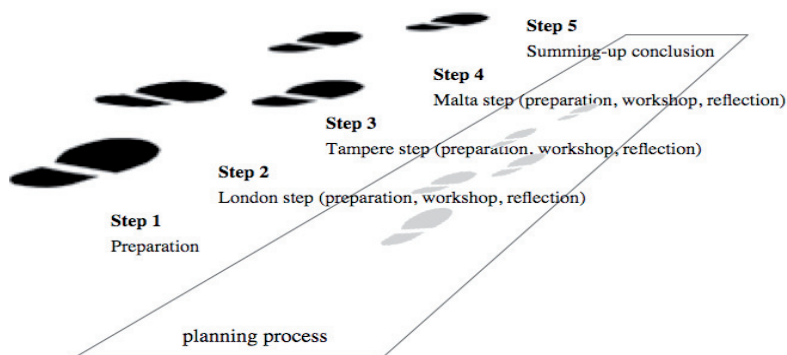 Step 5
Summing-up conclusion
Step 4
Malta step (preparation, workshop, reflection)
Step 3
Tampere step (preparation, workshop, reflection)
Step 2
London step (preparation, workshop, reflection)
Step 1
Preparation
planning process